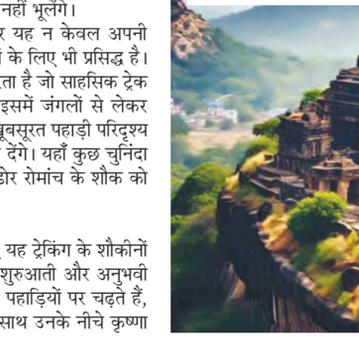 नहीं भूलेंगे।
र यह न केवल अपनी
ं के लिए भी प्रसिद्ध है।
ता है जो साहसिक ट्रेक
इसमें जंगलों से लेकर
खूबसूरत पहाड़ी परिदृश्य
देंगे। यहाँ कुछ चुनिंदा
डोर रोमांच के शौक को
यह ट्रेकिंग के शौकीनों
शुरुआती और अनुभवी
पहाड़ियों पर चढ़ते हैं,
साथ उनके नीचे कृष्णा